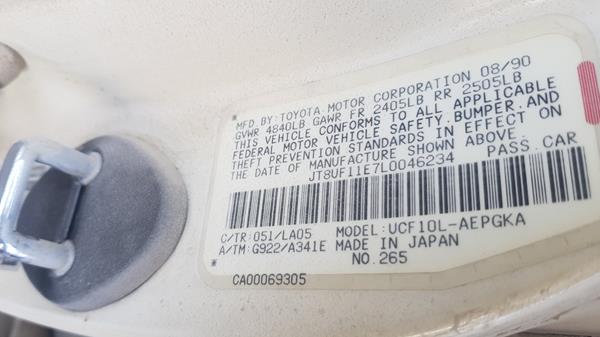 MFD.BY:TOYOTA MOTOR CORPORATION 08/90
GVWR 4840LB GAWR FR 2405LB RR 2505LB
THIS VEHICLE CONFORMS TO ALL APPLICABLE
FEDERAL MOTOR VEHICLE SAFETY, BUMPER,AND
THEFT PREVENTION STANDARDS IN EFFECT ON
THE DATE OF MANUFACTURE SHOWN ABOVE.
JT8UF11E7L0046234 PASS.CAR
C/TR:051/LA05 MODEL:UCF10L-AEPGKA
A/TM:G922/A341E MADE IN JAPAN
NO.265
CA00069305